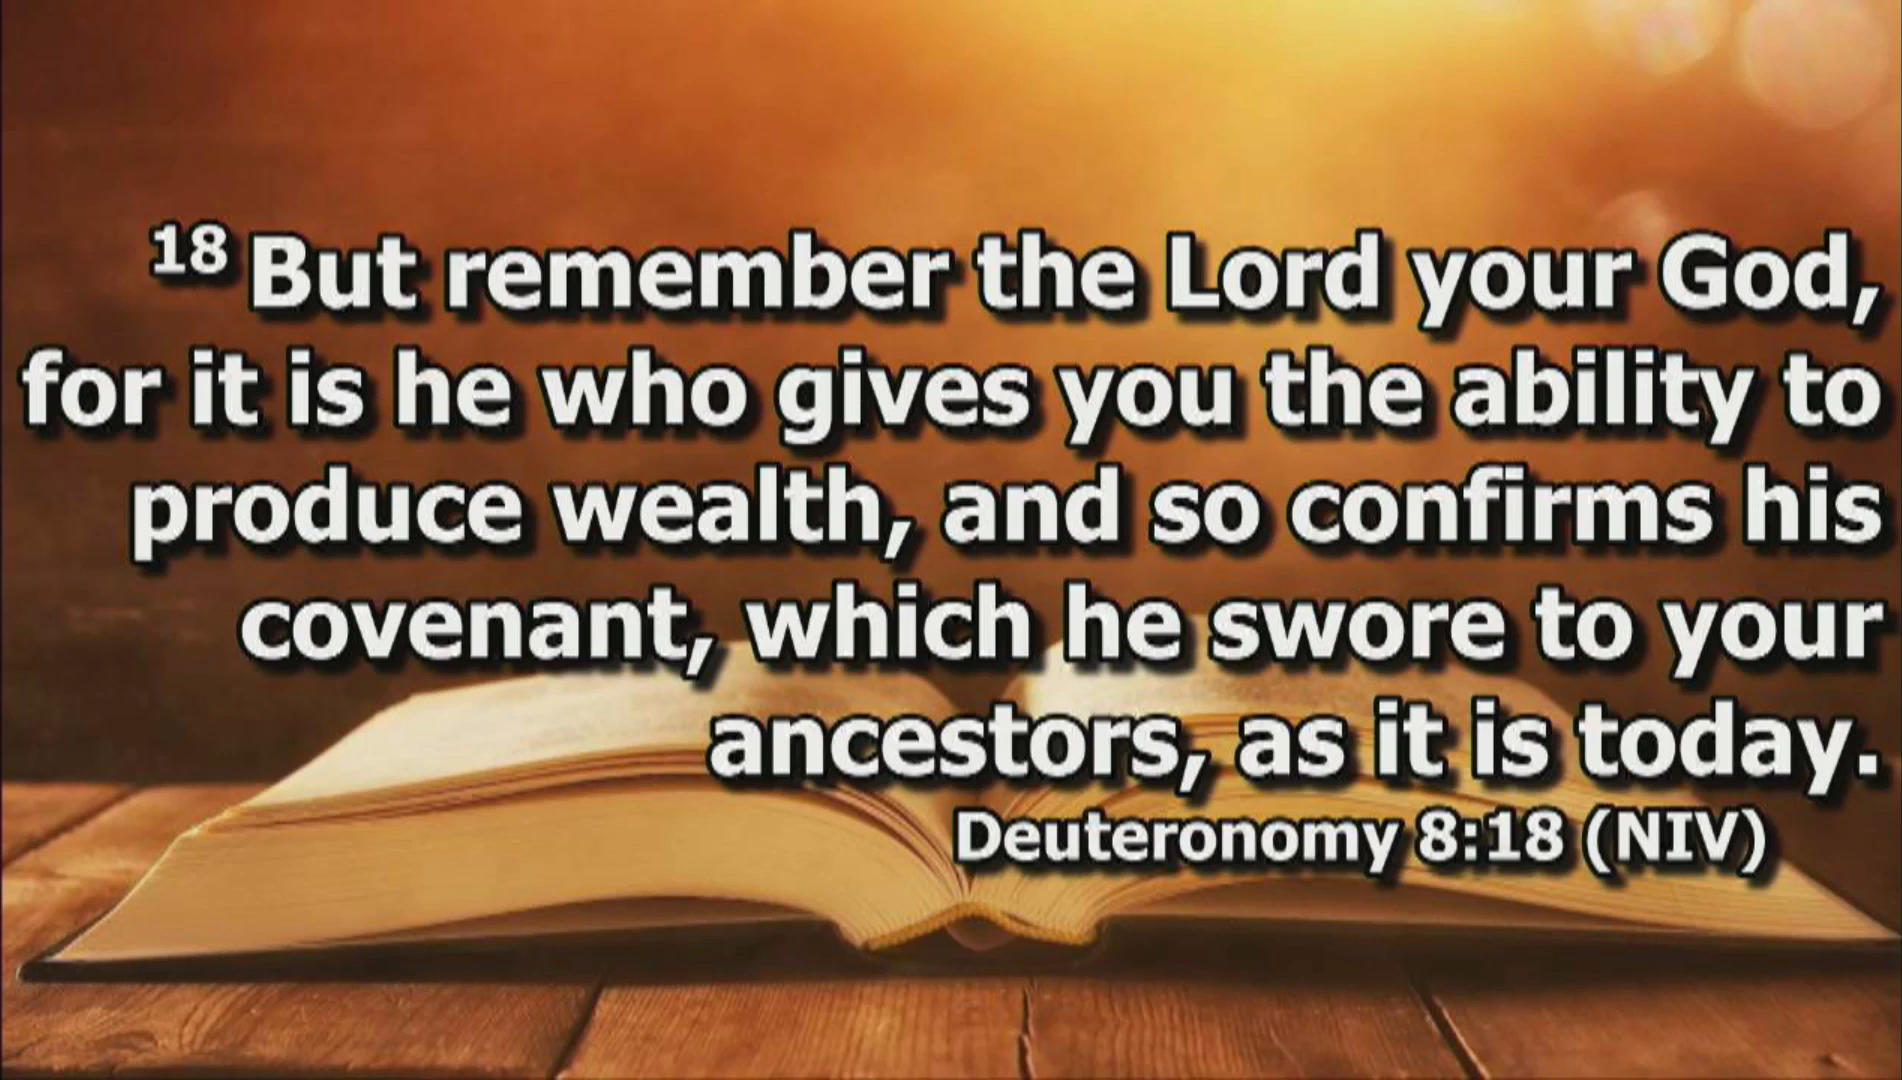 18 But remember the Lord your God,
for it is he who gives you the ability to
produce wealth, and so confirms his
covenant, which he swore to your
ancestors, as it is today.
Deuteronomy 8:18 (NIV)